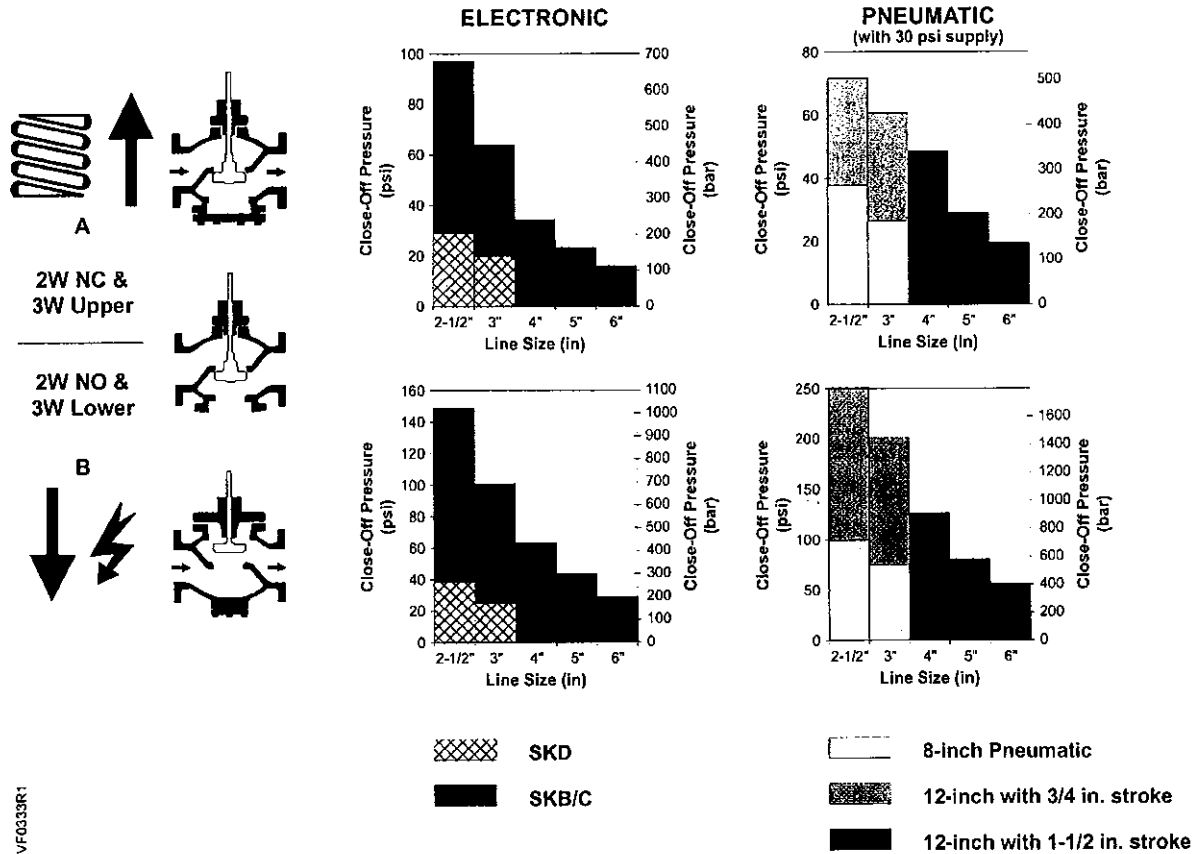 ELECTRONIC
PNEUMATIC
(with 30 psi supply)
A
2W NC &
3W Upper
2W NO &
3W Lower
B
Close-Off Pressure
(psi)
100
80
60
40
20
0
700
600
500
400
300
200
100
0
Close-Off Pressure
(bar)
2-1/2" 3" 4" 5" 6"
Line Size (in)
Close-Off Pressure
(psi)
80
60
40
20
0
500
400
300
200
100
0
Close-Off Pressure
(bar)
2-1/2" 3" 4" 5" 6"
Line Size (In)
Close-Off Pressure
(psi)
160
140
120
100
80
60
40
20
0
1100
1000
900
800
700
600
500
400
300
200
100
0
Close-Off Pressure
(bar)
2-1/2" 3" 4" 5" 6"
Line Size (in)
Close-Off Pressure
(psi)
250
200
150
100
50
0
1600
1400
1200
1000
800
600
400
200
0
Close-Off Pressure
(bar)
2-1/2" 3" 4" 5" 6"
Line Size (in)
SKD
SKB/C
8-inch Pneumatic
12-inch with 3/4 in. stroke
12-inch with 1-1/2 in. stroke
VF0333R1